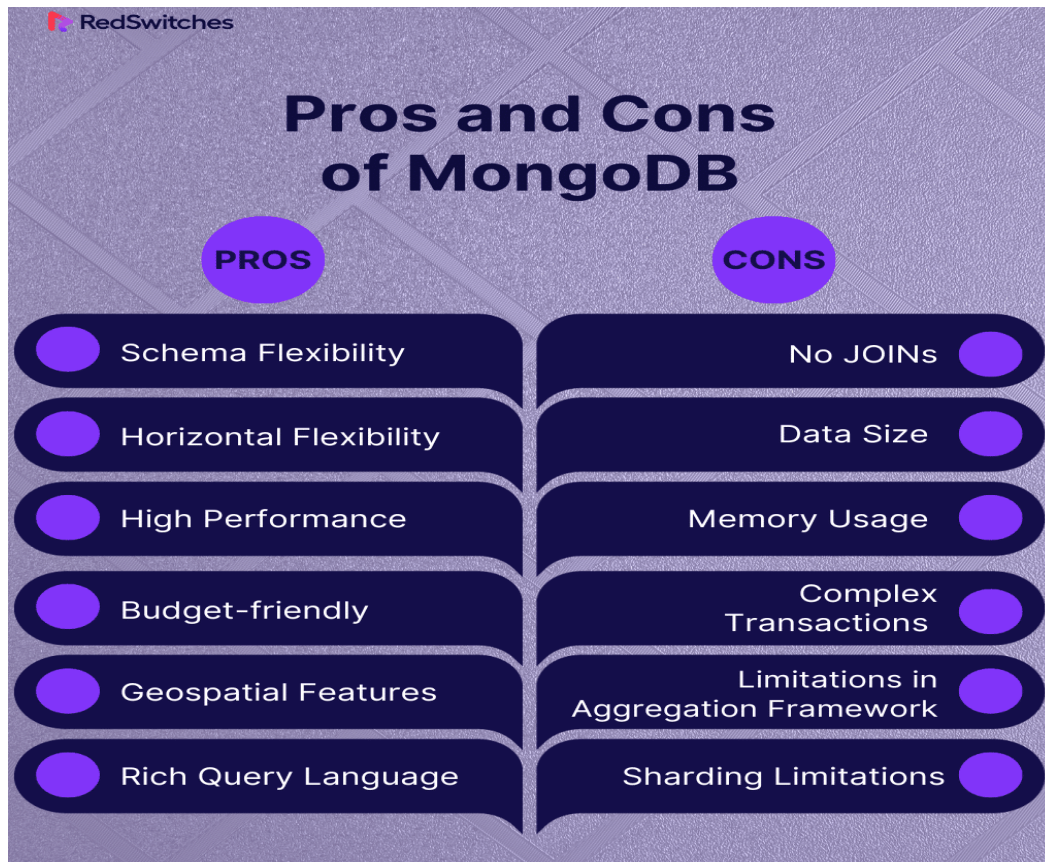 RedSwitches
Pros and Cons
of MongoDB
PROS
Schema Flexibility
Horizontal Flexibility
High Performance
Budget-friendly
Geospatial Features
Rich Query Language
CONS
No JOINs
Data Size
Memory Usage
Complex
Transactions
Limitations in
Aggregation Framework
Sharding Limitations